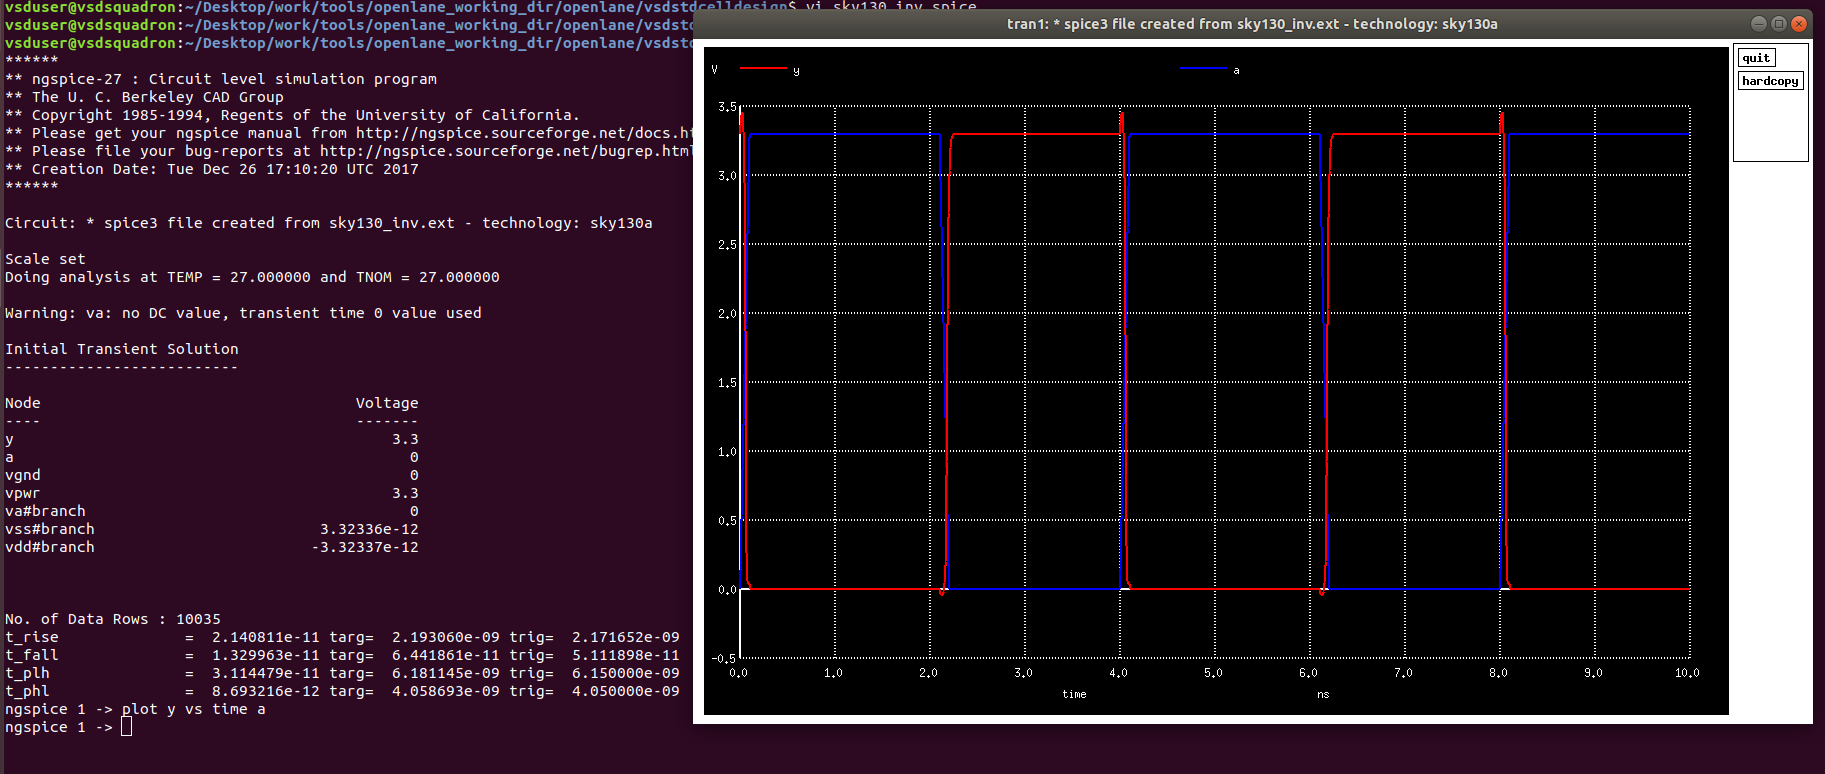 vsduser@vsdsquadron:~/Desktop/work/tools/openlane_working_dir/openlane/vsdstdcelldesign$ vi sky130_inv.spice
vsduser@vsdsquadron:~/Desktop/work/tools/openlane_working_dir/openlane/vsdstd
vsduser@vsdsquadron:~/Desktop/work/tools/openlane_working_dir/openlane/vsdstd
******
** ngspice-27 : Circuit level simulation program
** The U. C. Berkeley CAD Group
** Copyright 1985-1994, Regents of the University of California.
** Please get your ngspice manual from http://ngspice.sourceforge.net/docs.ht
** Please file your bug-reports at http://ngspice.sourceforge.net/bugrep.html
** Creation Date: Tue Dec 26 17:10:20 UTC 2017
******
Circuit: * spice3 file created from sky130_inv.ext - technology: sky130a
Scale set
Doing analysis at TEMP = 27.000000 and TNOM = 27.000000
Warning: va: no DC value, transient time 0 value used
Initial Transient Solution
--------------------------
Node Voltage
---- -------
y 3.3
a 0
vgnd 0
vpwr 3.3
va#branch 0
vss#branch 3.32336e-12
vdd#branch -3.32337e-12
No. of Data Rows : 10035
t_rise = 2.140811e-11 targ= 2.193060e-09 trig= 2.171652e-09
t_fall = 1.329963e-11 targ= 6.441861e-11 trig= 5.111898e-11
t_plh = 3.114479e-11 targ= 6.181145e-09 trig= 6.150000e-09
t_phl = 8.693216e-12 targ= 4.058693e-09 trig= 4.050000e-09
ngspice 1 -> plot y vs time a
ngspice 1 ->
tran1: * spice3 file created from sky130_inv.ext - technology: sky130a
quit
hardcopy
V y a
3.5
3.0
2.5
2.0
1.5
1.0
0.5
0.0
-0.5
0.0 1.0 2.0 3.0 4.0 5.0 6.0 7.0 8.0 9.0 10.0
time ns